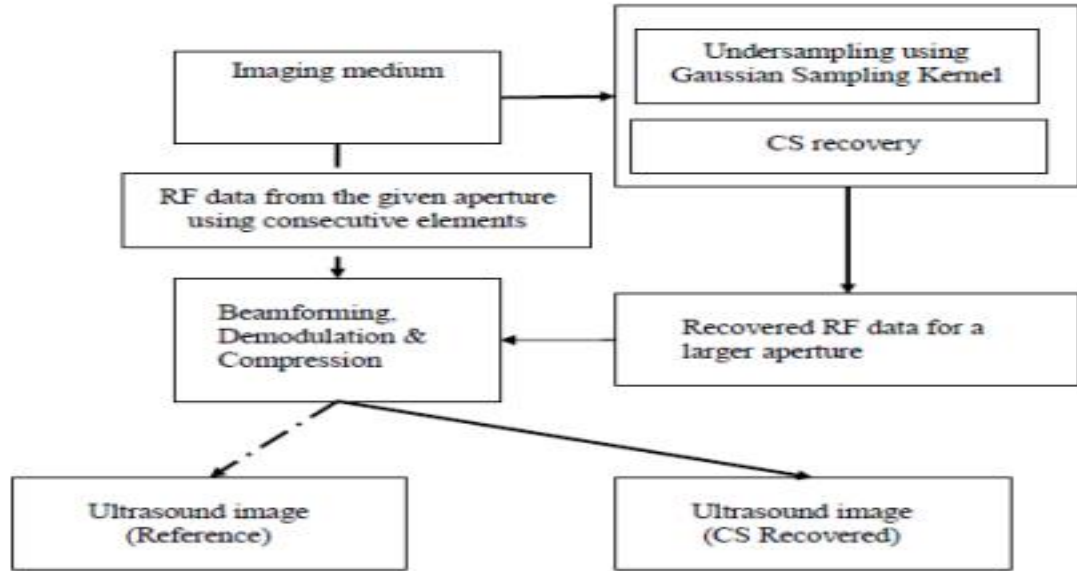 Imaging medium
Undersampling using
Gaussian Sampling Kernel
CS recovery
RF data from the given aperture
using consecutive elements
Beamforming,
Demodulation &
Compression
Recovered RF data for a
larger aperture
Ultrasound image
(Reference)
Ultrasound image
(CS Recovered)